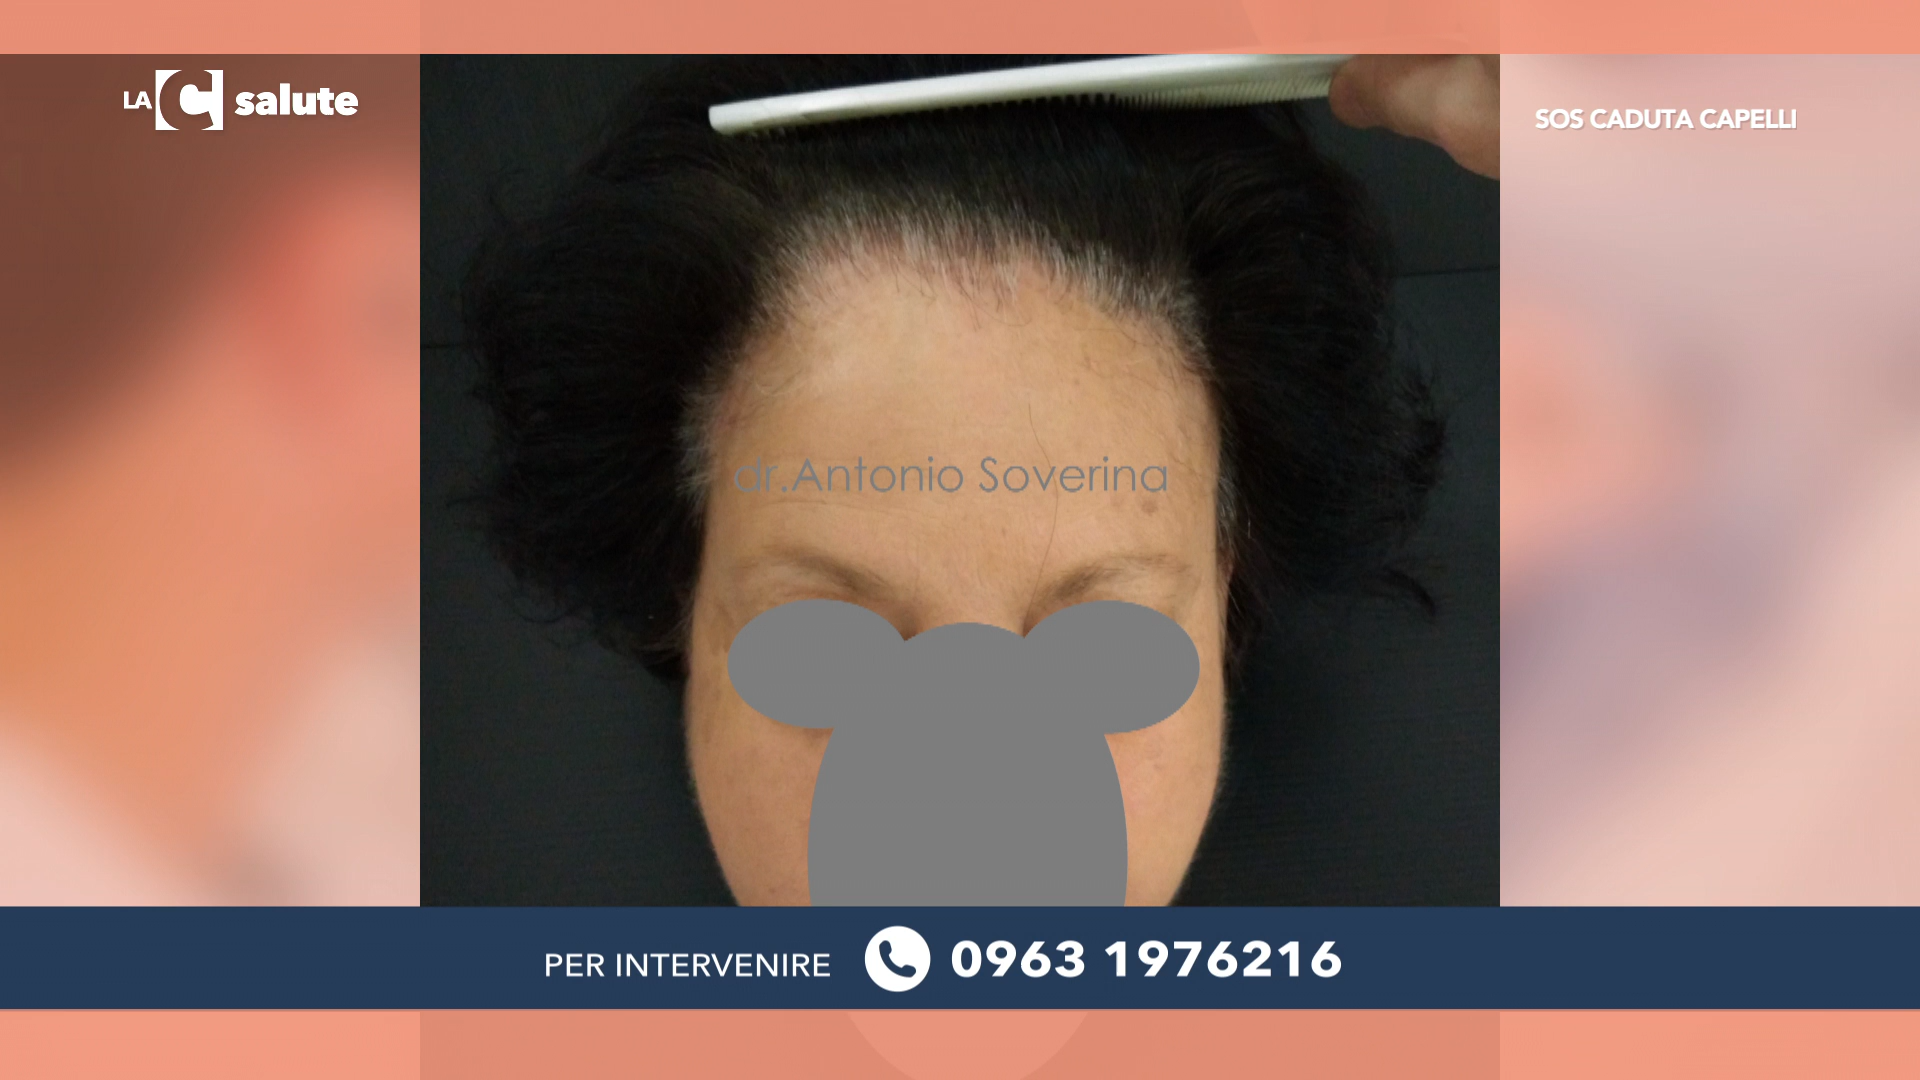 LA C salute
SOS CADUTA CAPELLI
dr.Antonio Soverina
PER INTERVENIRE 0963 1976216